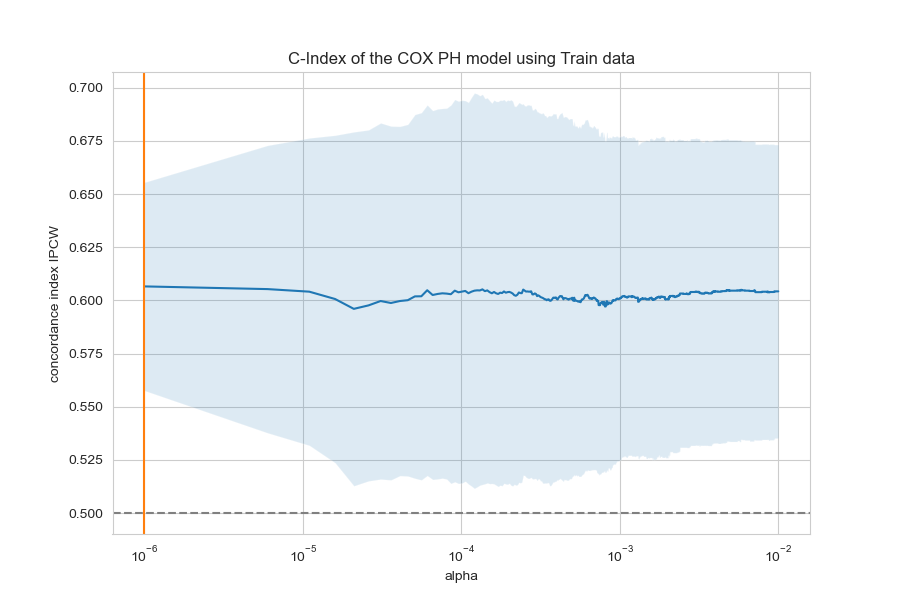 C-Index of the COX PH model using Train data
concordance index IPCW
0.700
0.675
0.650
0.625
0.600
0.575
0.550
0.525
0.500
10⁻⁶ 10⁻⁵ 10⁻⁴ 10⁻³ 10⁻²
alpha